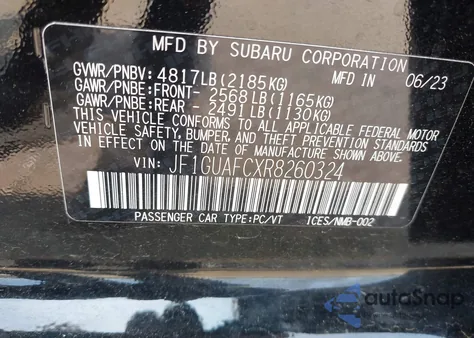 MFD BY SUBARU CORPORATION
GVWR/PNBV: 4817LB(2185KG) MFD IN 06/23
GAWR/PNBE:FRONT- 2568LB(1165KG)
GAWR/PNBE:REAR - 2491LB(1130KG)
THIS VEHICLE CONFORMS TO ALL APPLICABLE FEDERAL MOTOR
VEHICLE SAFETY, BUMPER, AND THEFT PREVENTION STANDARDS
IN EFFECT ON THE DATE OF MANUFACTURE SHOWN ABOVE.
VIN: JF1GUAFCXR8260324
PASSENGER CAR TYPE:PC/VT ICES/NMB-002
autoSnap